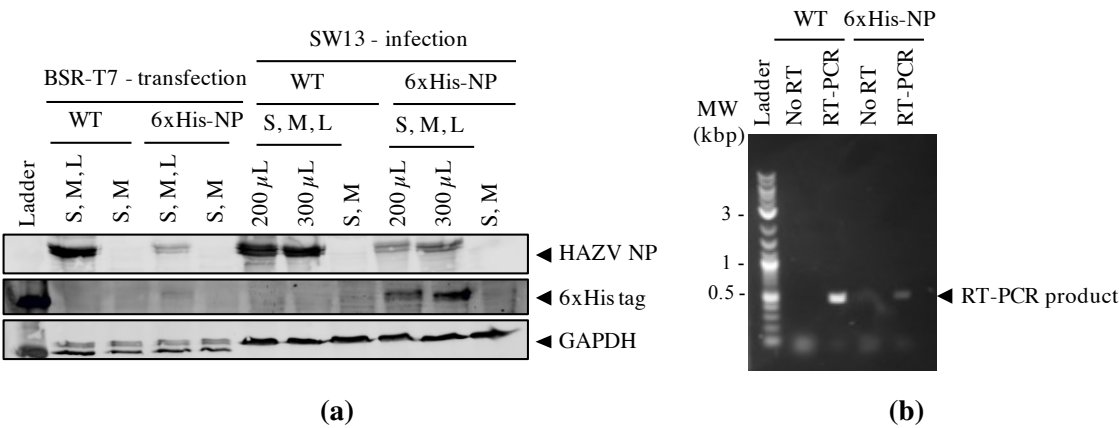 SW13 - infection
BSR-T7 - transfection
WT
6xHis-NP
WT
6xHis-NP
S, M, L
S, M, L
Ladder
S, M, L
S, M
S, M, L
S, M
200 µL
300 µL
S, M
200 µL
300 µL
S, M
HAZV NP
6xHis tag
GAPDH
(a)
WT
6xHis-NP
MW
(kbp)
Ladder
No RT
RT-PCR
No RT
RT-PCR
3 -
1 -
0.5 -
RT-PCR product
(b)